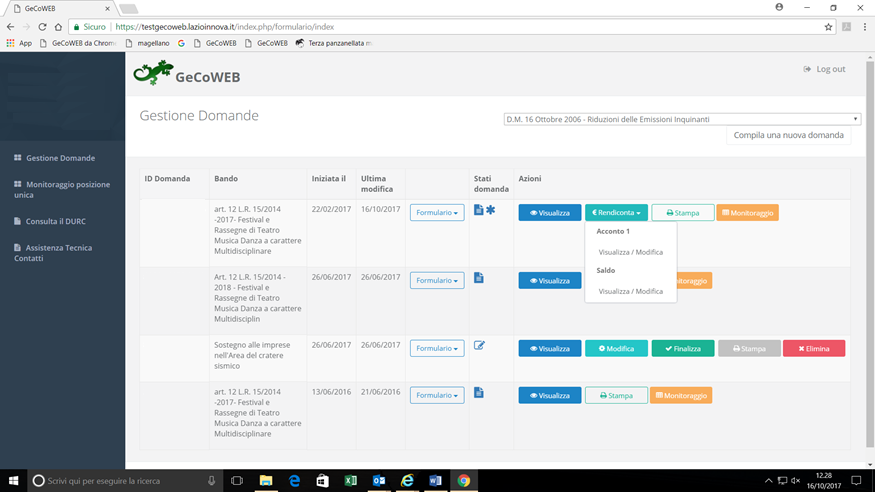 GeCoWEB
Sicuro | https://testgecoweb.lazioinnova.it/index.php/formulario/index
App GeCoWEB da Chrome magellano GeCoWEB GeCoWEB Terza panzanellata m
GeCoWEB
Log out
Gestione Domande
Monitoraggio posizione
unica
Consulta il DURC
Assistenza Tecnica
Contatti
Gestione Domande
D.M. 16 Ottobre 2006 - Riduzioni delle Emissioni Inquinanti
Compila una nuova domanda
ID Domanda Bando Iniziata il Ultima
modifica Stati
domanda Azioni
art. 12 L.R. 15/2014
-2017- Festival e
Rassegne di Teatro
Musica Danza a carattere
Multidisciplinare
22/02/2017 16/10/2017 Formulario Visualizza € Rendiconta Stampa Monitoraggio
Acconto 1
Visualizza / Modifica
Saldo
Visualizza / Modifica
Art. 12 L.R. 15/2014 -
2018 - Festival e
Rassegne di Teatro
Musica Danza a carattere
Multidisciplin
26/06/2017 26/06/2017 Formulario Visualizza nitoraggio
Sostegno alle imprese
nell'Area del cratere
sismico
26/06/2017 26/06/2017 Formulario Visualizza Modifica Finalizza Stampa Elimina
art. 12 L.R. 15/2014
-2017- Festival e
Rassegne di Teatro
Musica Danza a carattere
Multidisciplinare
13/06/2016 21/06/2016 Formulario Visualizza Stampa Monitoraggio
Scrivi qui per eseguire la ricerca
12.28
16/10/2017